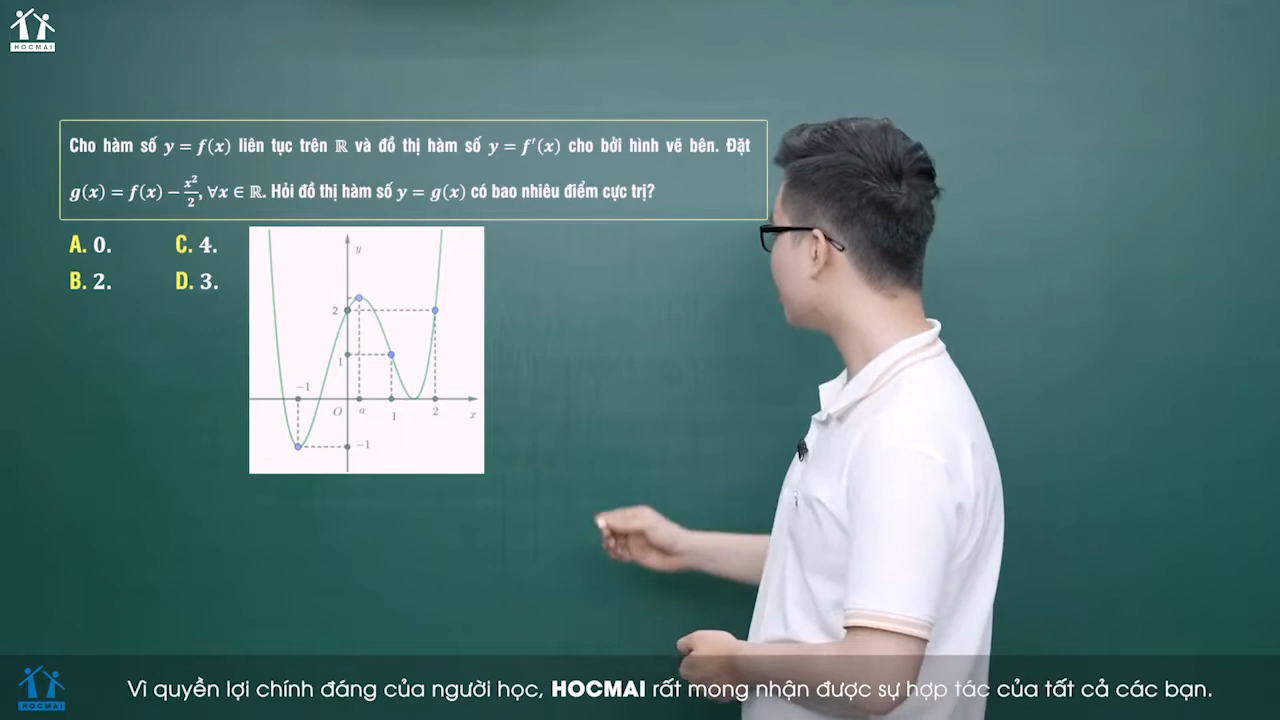 HOCMAI
Cho hàm số y = f(x) liên tục trên ℝ và đồ thị hàm số y = f′(x) cho bởi hình vẽ bên. Đặt
g(x) = f(x) − x²/2, ∀x ∈ ℝ. Hỏi đồ thị hàm số y = g(x) có bao nhiêu điểm cực trị?
A. 0. C. 4.
B. 2. D. 3.
y
2
1
−1
O a 1 2 x
−1
HOCMAI
Vì quyền lợi chính đáng của người học, HOCMAI rất mong nhận được sự hợp tác của tất cả các bạn.